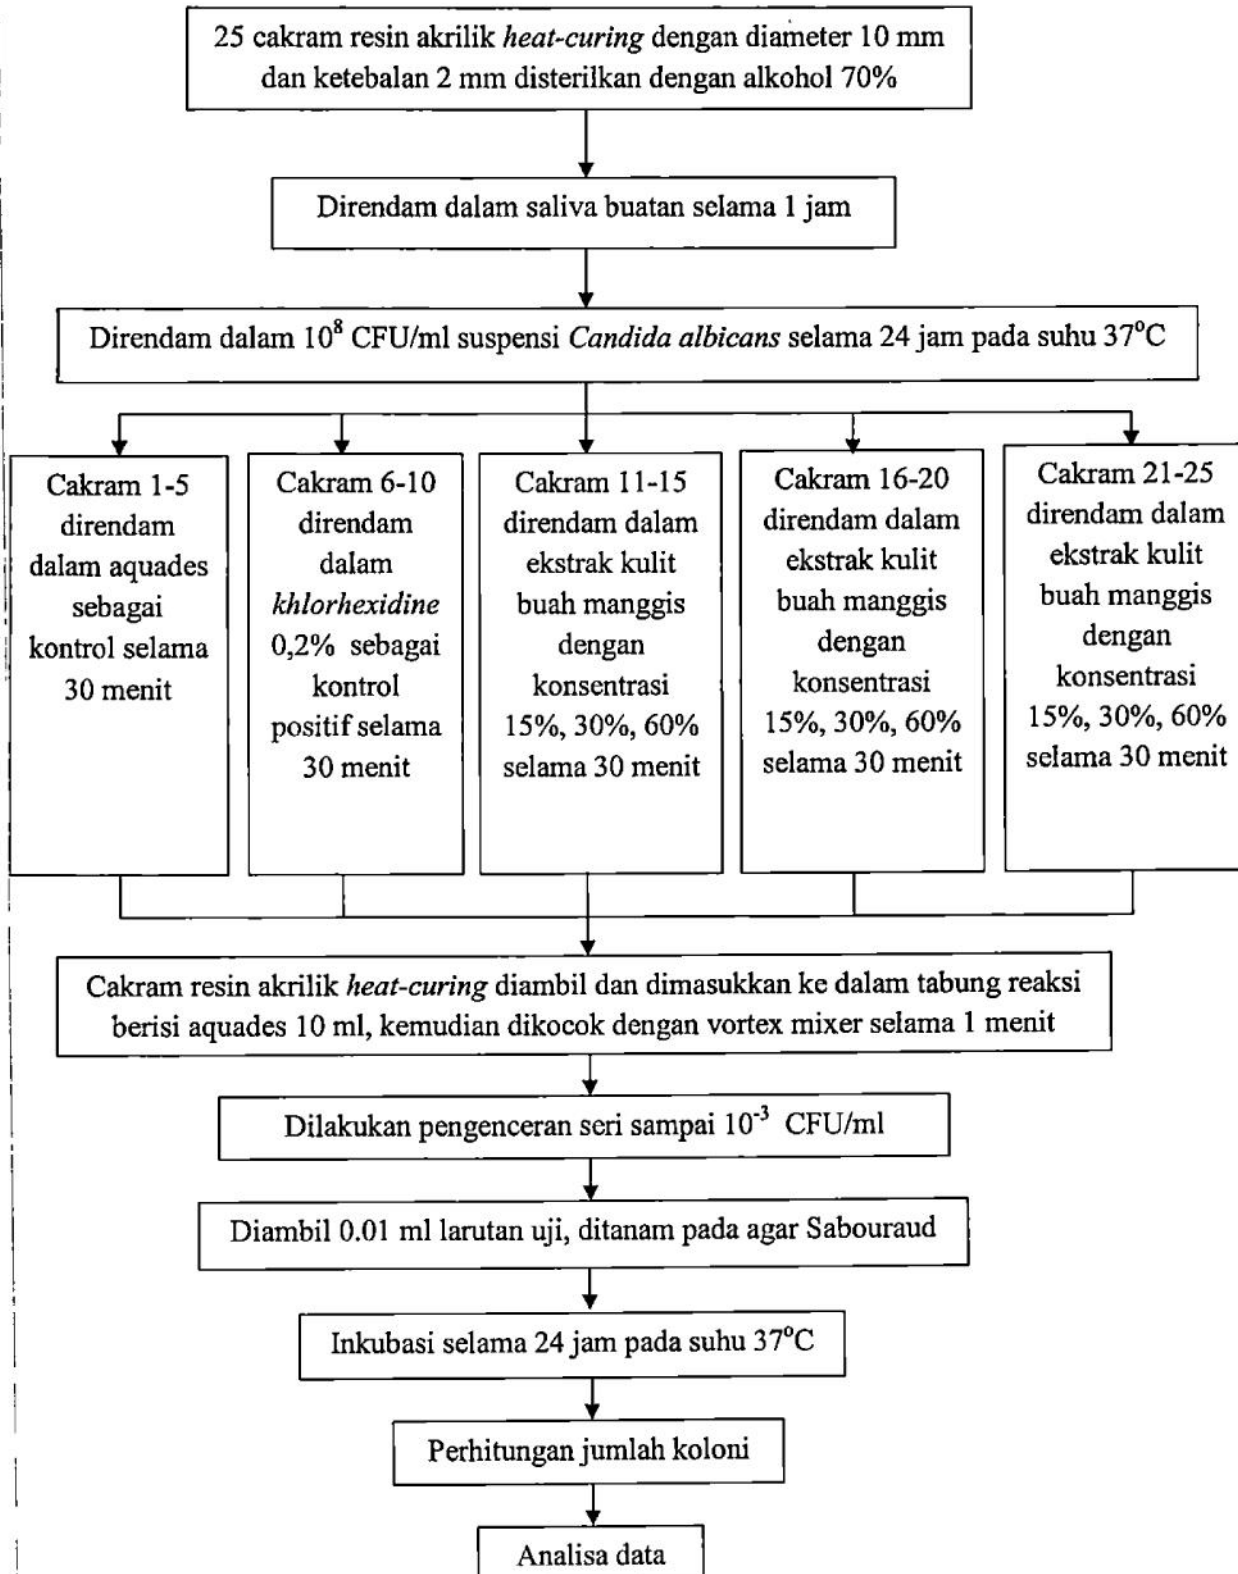 25 cakram resin akrilik heat-curing dengan diameter 10 mm
dan ketebalan 2 mm disterilkan dengan alkohol 70%
Direndam dalam saliva buatan selama 1 jam
Direndam dalam 10⁸ CFU/ml suspensi Candida albicans selama 24 jam pada suhu 37°C
Cakram 1-5
direndam
dalam aquades
sebagai
kontrol selama
30 menit
Cakram 6-10
direndam
dalam
khlorhexidine
0,2% sebagai
kontrol
positif selama
30 menit
Cakram 11-15
direndam dalam
ekstrak kulit
buah manggis
dengan
konsentrasi
15%, 30%, 60%
selama 30 menit
Cakram 16-20
direndam dalam
ekstrak kulit
buah manggis
dengan
konsentrasi
15%, 30%, 60%
selama 30 menit
Cakram 21-25
direndam dalam
ekstrak kulit
buah manggis
dengan
konsentrasi
15%, 30%, 60%
selama 30 menit
Cakram resin akrilik heat-curing diambil dan dimasukkan ke dalam tabung reaksi
berisi aquades 10 ml, kemudian dikocok dengan vortex mixer selama 1 menit
Dilakukan pengenceran seri sampai 10⁻³ CFU/ml
Diambil 0.01 ml larutan uji, ditanam pada agar Sabouraud
Inkubasi selama 24 jam pada suhu 37°C
Perhitungan jumlah koloni
Analisa data